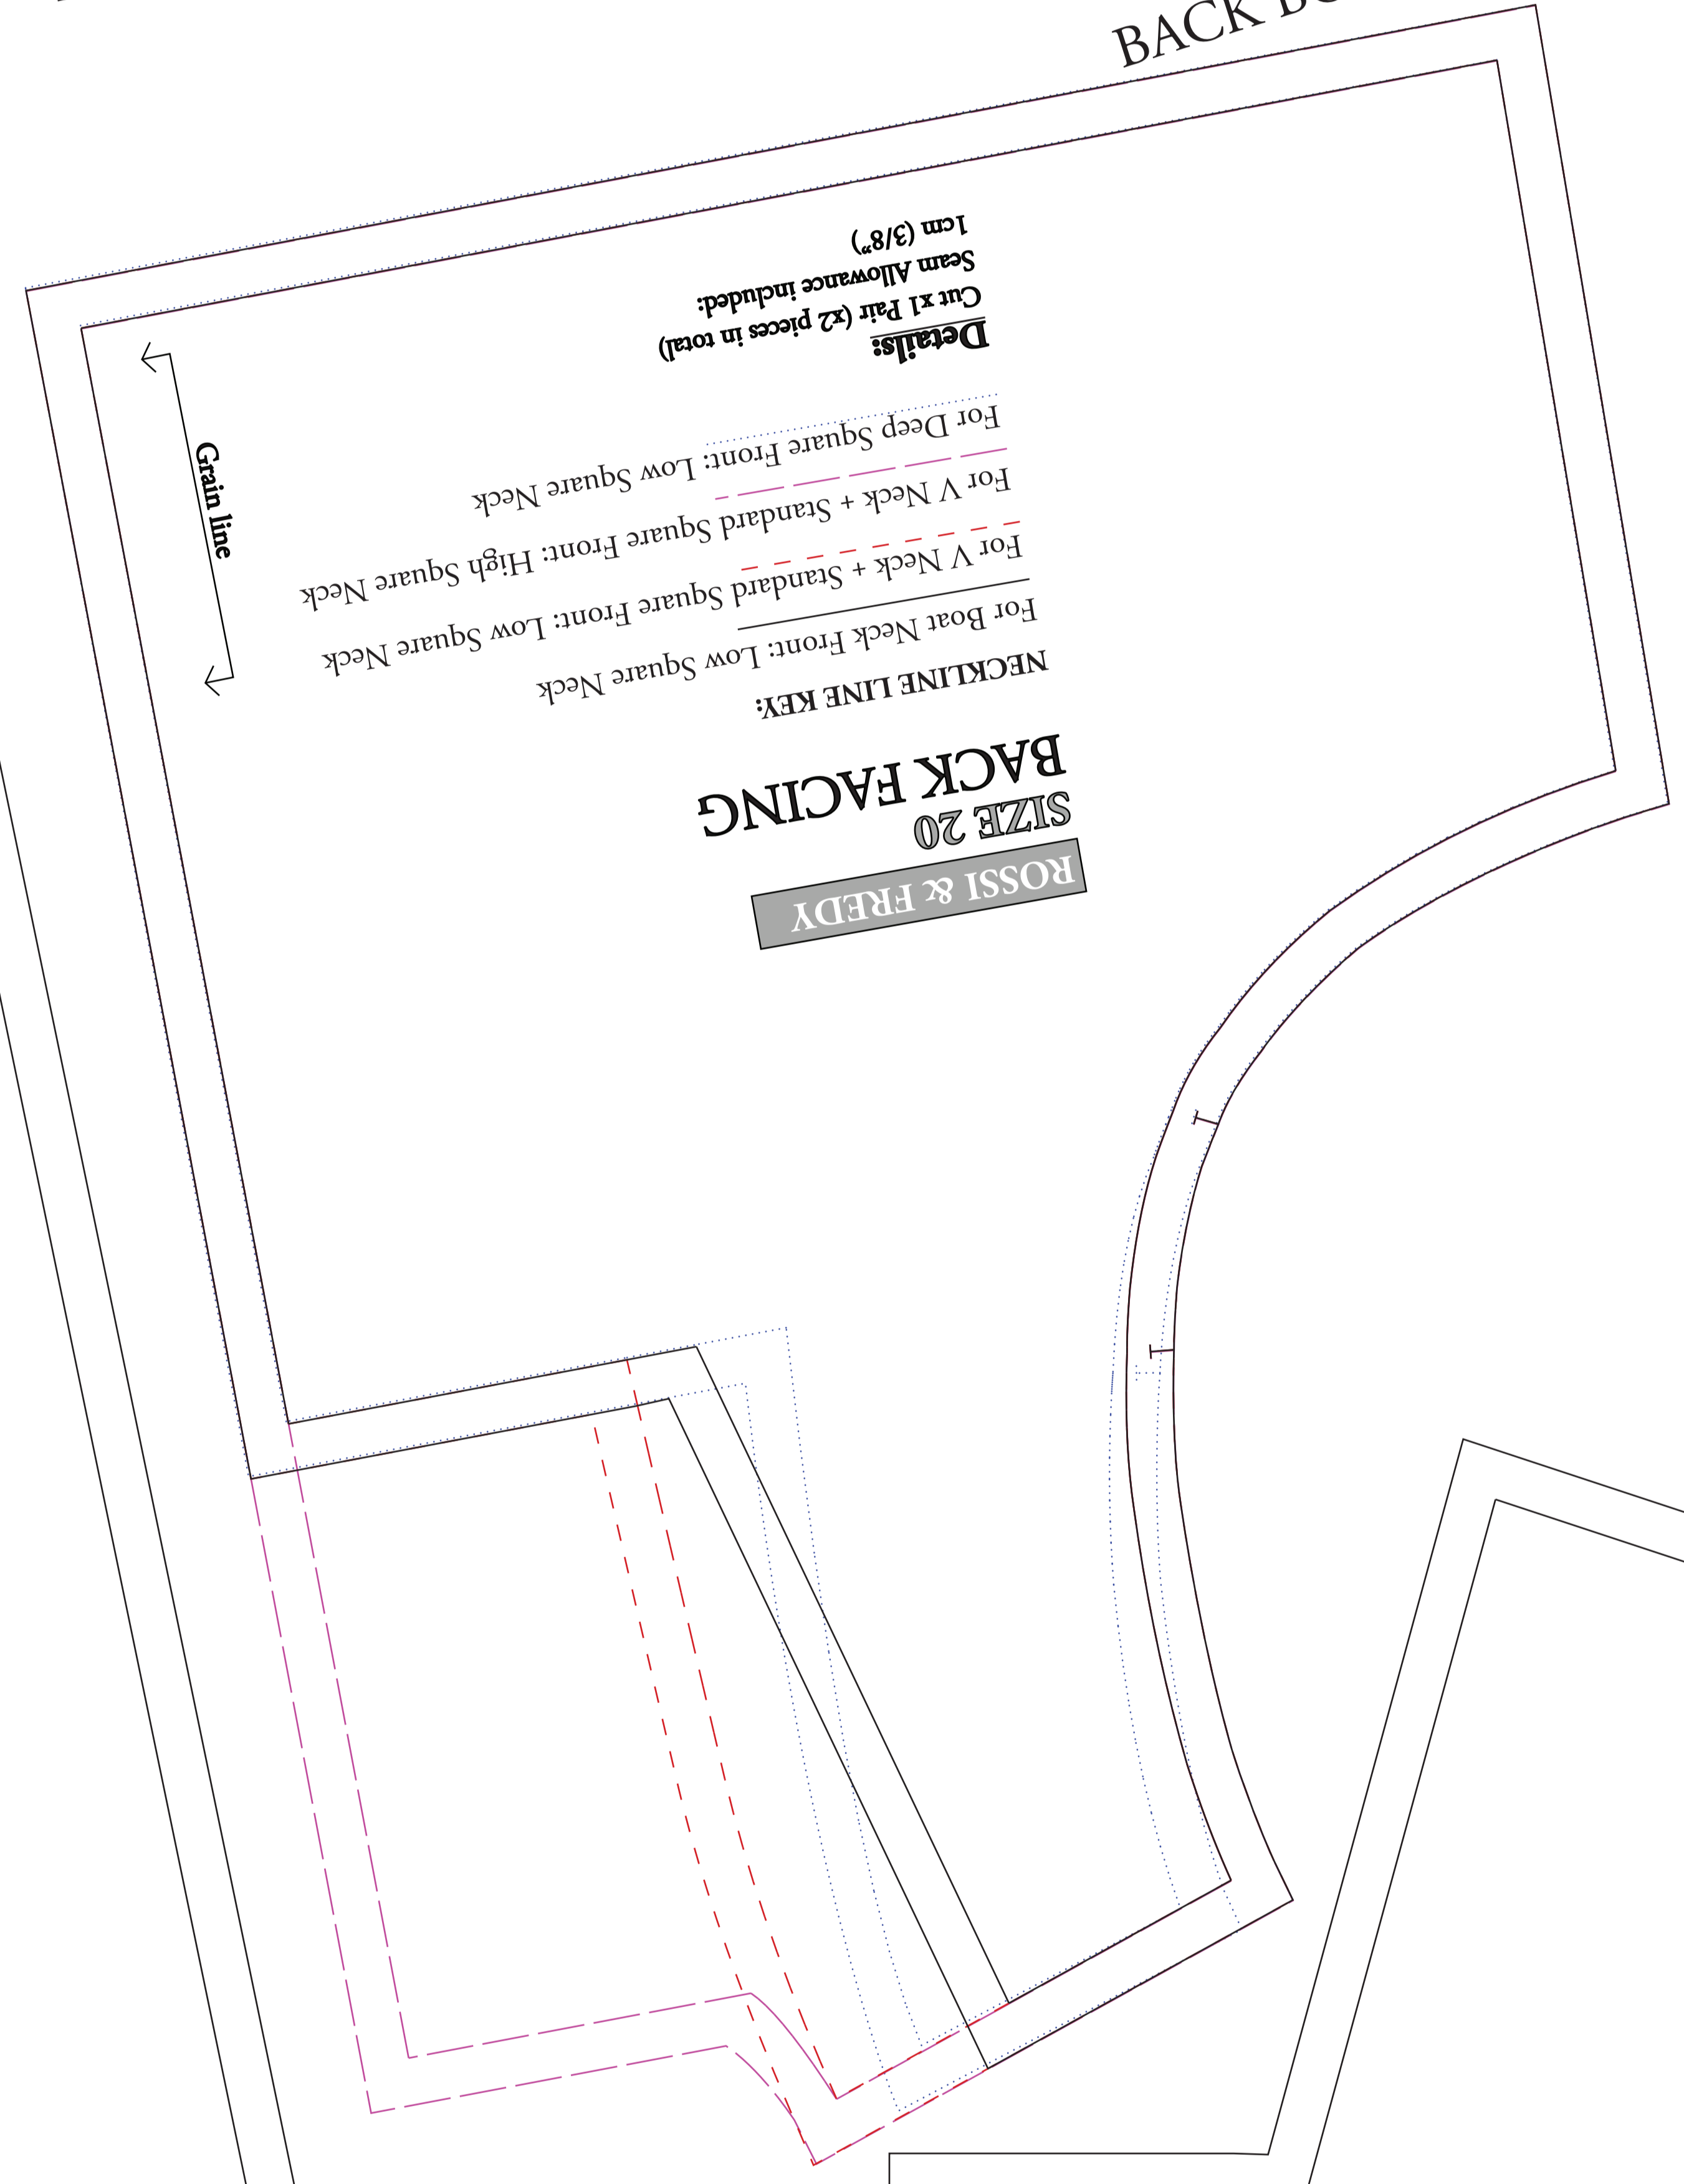 ROSSI & FREDY
SIZE 20
BACK FACING
NECKLINE LINE KEY:
For Boat Neck Front: Low Square Neck
For V Neck + Standard Square Front: Low Square Neck
For V Neck + Standard Square Front: High Square Neck
For Deep Square Front: Low Square Neck
Details:
Cut x1 Pair (x2 pieces in total)
Seam Allowance included:
1cm (3/8")
Grain line
BACK